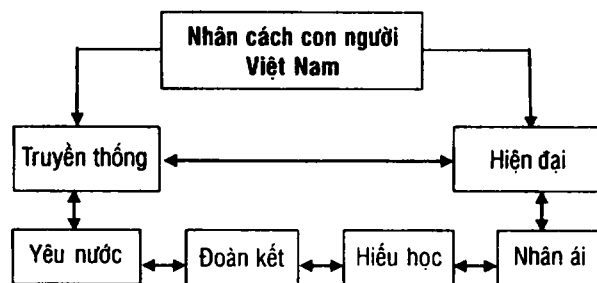 Nhân cách con người
Việt Nam
Truyền thống
Hiện đại
Yêu nước
Đoàn kết
Hiếu học
Nhân ái